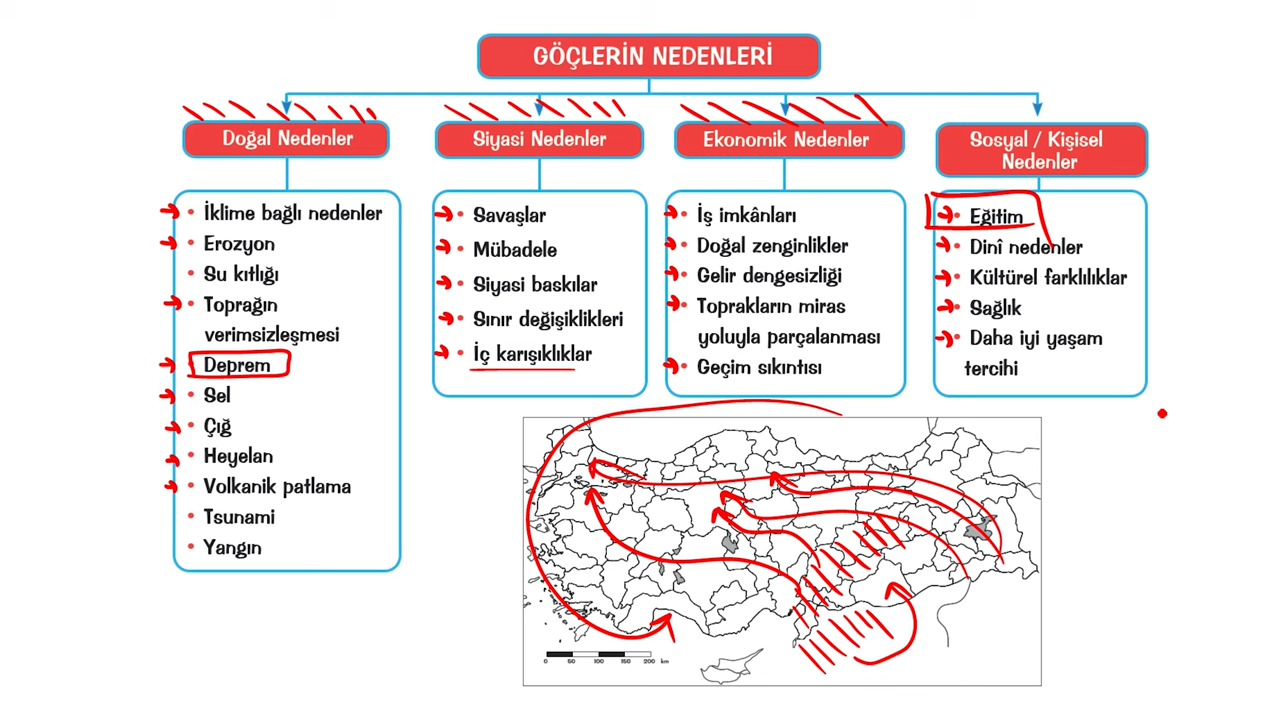 GÖÇLERİN NEDENLERİ
Doğal Nedenler
İklime bağlı nedenler
Erozyon
Su kıtlığı
Toprağın
verimsizleşmesi
Deprem
Sel
Çığ
Heyelan
Volkanik patlama
Tsunami
Yangın
Siyasi Nedenler
Savaşlar
Mübadele
Siyasi baskılar
Sınır değişiklikleri
İç karışıklıklar
Ekonomik Nedenler
İş imkânları
Doğal zenginlikler
Gelir dengesizliği
Toprakların miras
yoluyla parçalanması
Geçim sıkıntısı
Sosyal / Kişisel
Nedenler
Eğitim
Dinî nedenler
Kültürel farklılıklar
Sağlık
Daha iyi yaşam
tercihi
0 50 100 150 200 km